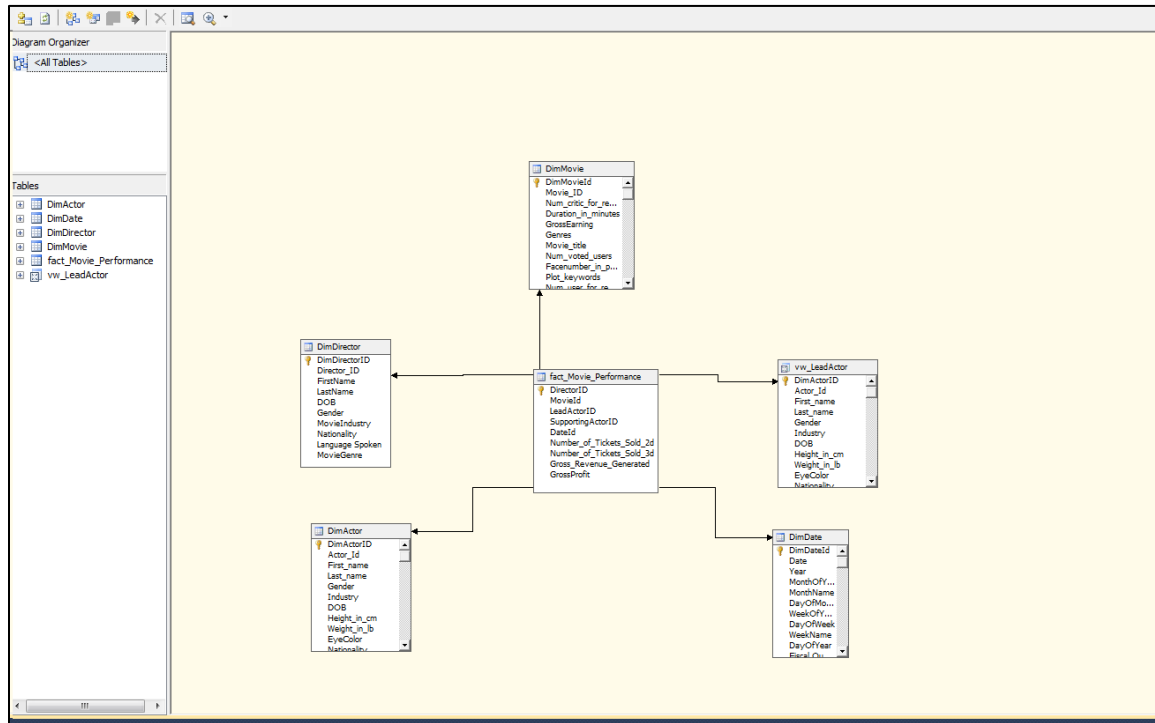 Diagram Organizer
<All Tables>
Tables
DimActor
DimDate
DimDirector
DimMovie
fact_Movie_Performance
vw_LeadActor
DimMovie
DimMovieId
Movie_ID
Num_critic_for_re...
Duration_in_minutes
GrossEarning
Genres
Movie_title
Num_voted_users
Facenumber_in_p...
Plot_keywords
Num_user_for_re...
DimDirector
DimDirectorID
Director_ID
FirstName
LastName
DOB
Gender
MovieIndustry
Nationality
Language Spoken
MovieGenre
fact_Movie_Performance
DirectorID
MovieId
LeadActorID
SupportingActorID
DateId
Number_of_Tickets_Sold_2d
Number_of_Tickets_Sold_3d
Gross_Revenue_Generated
GrossProfit
vw_LeadActor
DimActorID
Actor_Id
First_name
Last_name
Gender
Industry
DOB
Height_in_cm
Weight_in_lb
EyeColor
Nationality
DimActor
DimActorID
Actor_Id
First_name
Last_name
Gender
Industry
DOB
Height_in_cm
Weight_in_lb
EyeColor
Nationality
DimDate
DimDateId
Date
Year
MonthOfY...
MonthName
DayOfMo...
WeekOfY...
DayOfWeek
WeekName
DayOfYear
Fiscal_Qu...